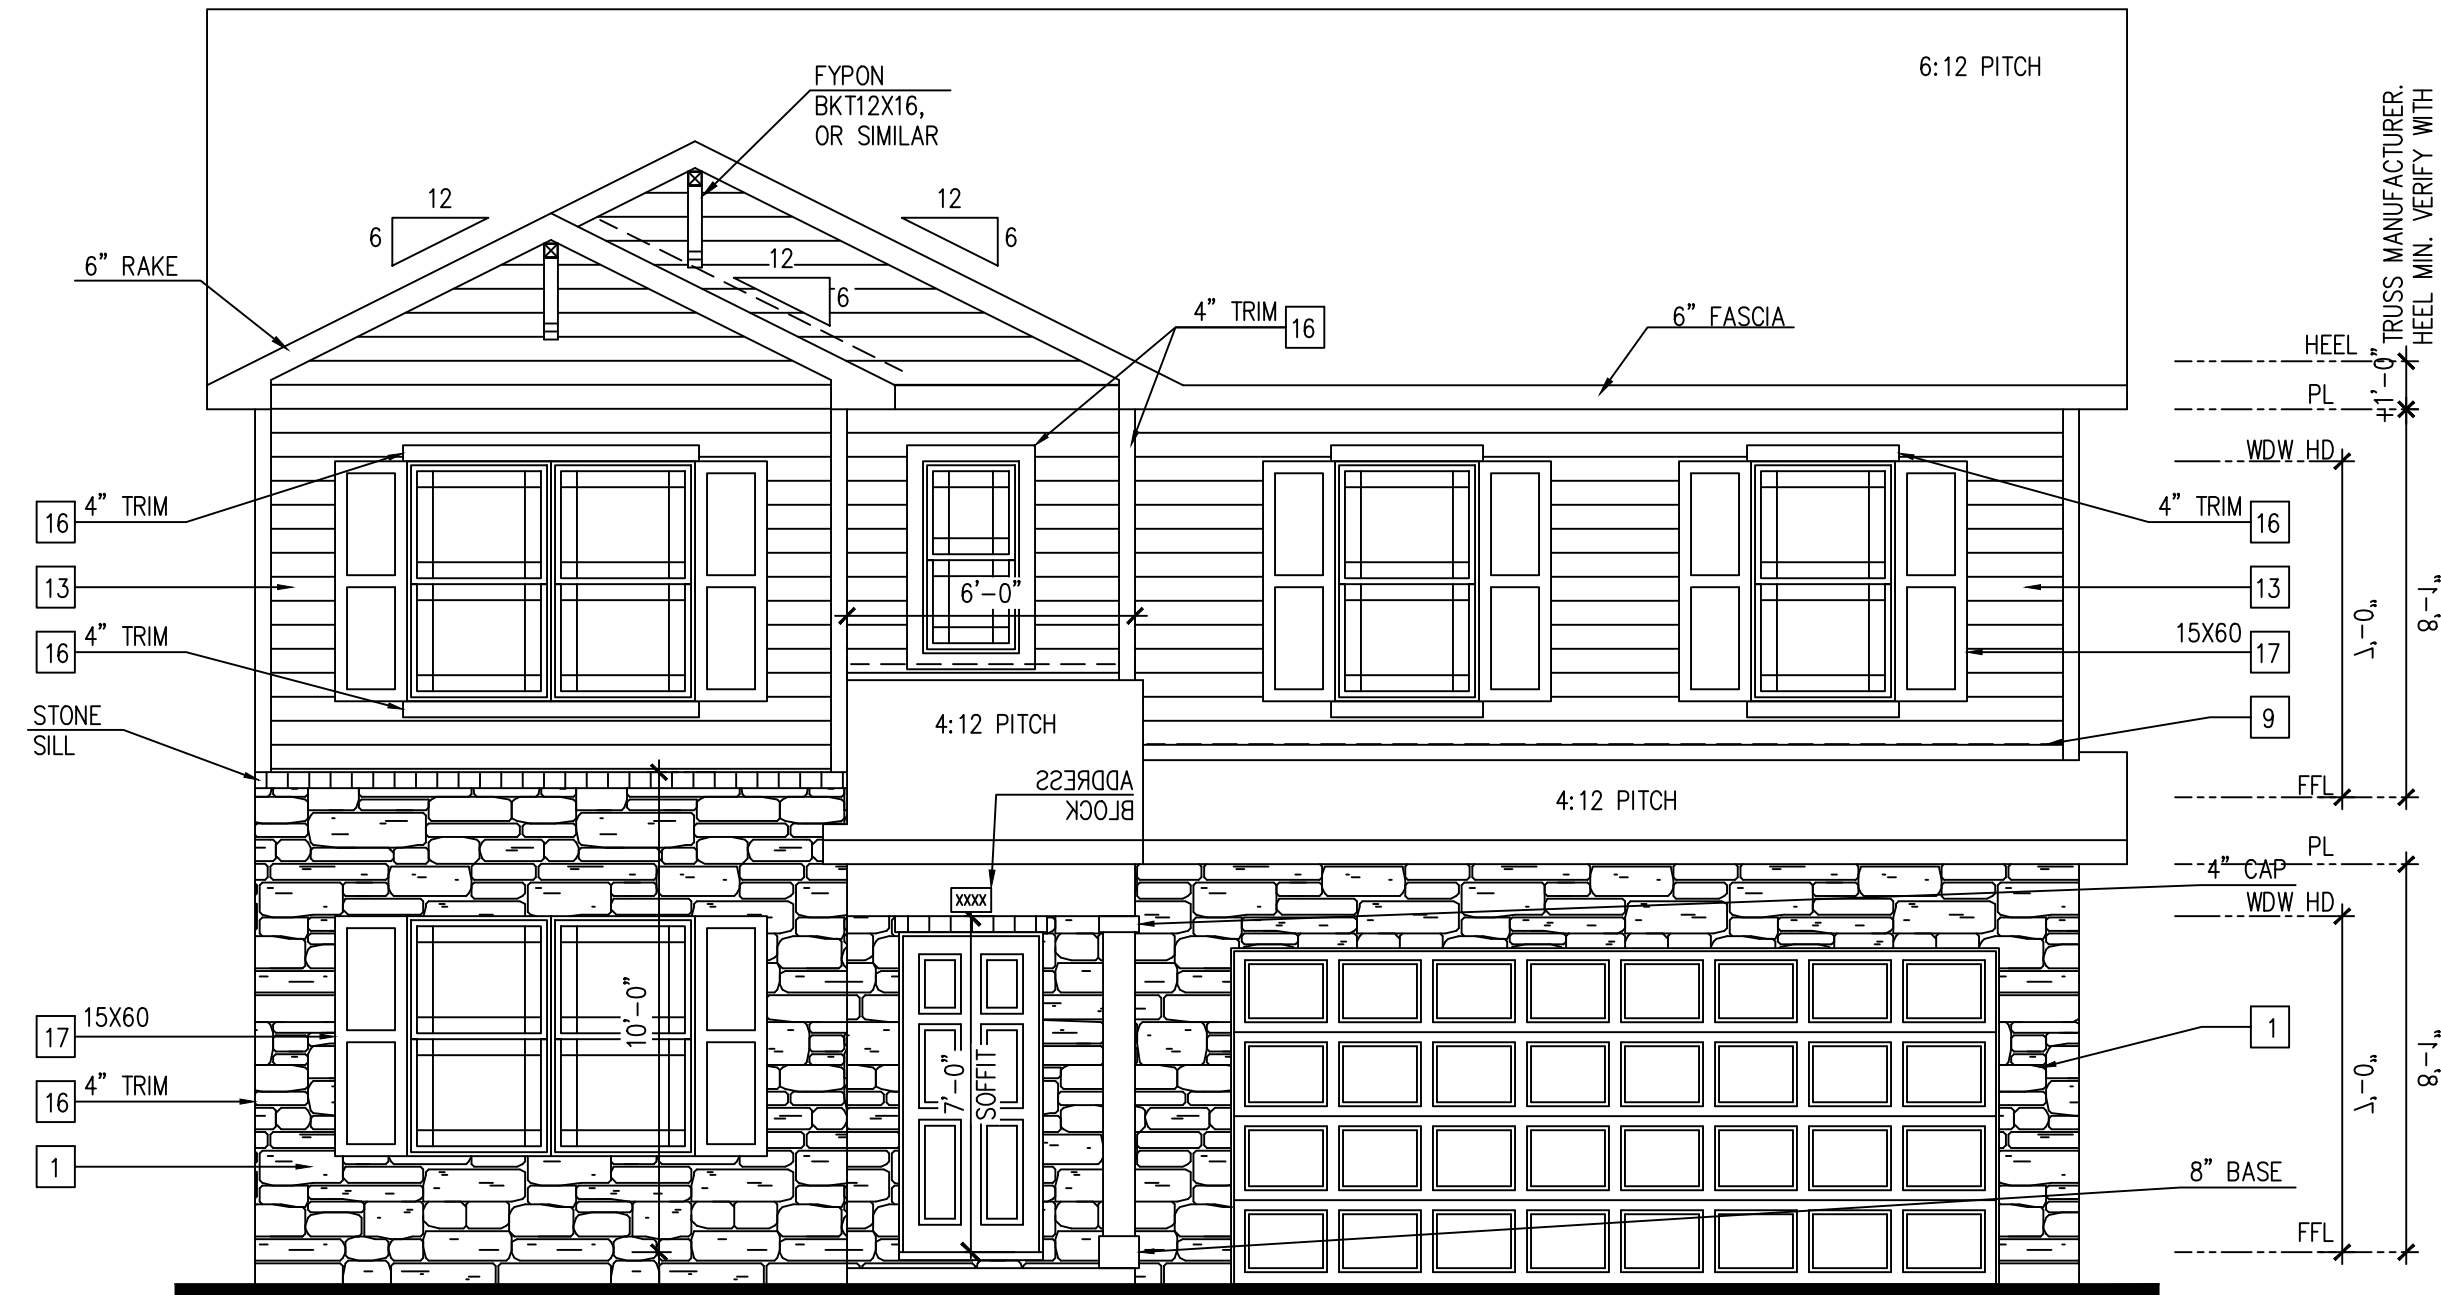 6:12 PITCH
FYPON
BKT12X16,
OR SIMILAR
12
6
12
6
12
6
6" RAKE
4" TRIM
16
6" FASCIA
TRUSS MANUFACTURER.
HEEL MIN. VERIFY WITH
+1'-0"
HEEL
PL
WDW HD
16
4" TRIM
4" TRIM
16
13
6'-0"
13
16
4" TRIM
15X60
17
7'-0"
8'-1"
STONE
SILL
4:12 PITCH
9
ADDRESS
BLOCK
4:12 PITCH
FFL
PL
4" CAP
XXXX
WDW HD
10'-0"
7'-0"
SOFFIT
17
15X60
1
16
4" TRIM
7'-0"
8'-1"
1
8" BASE
FFL